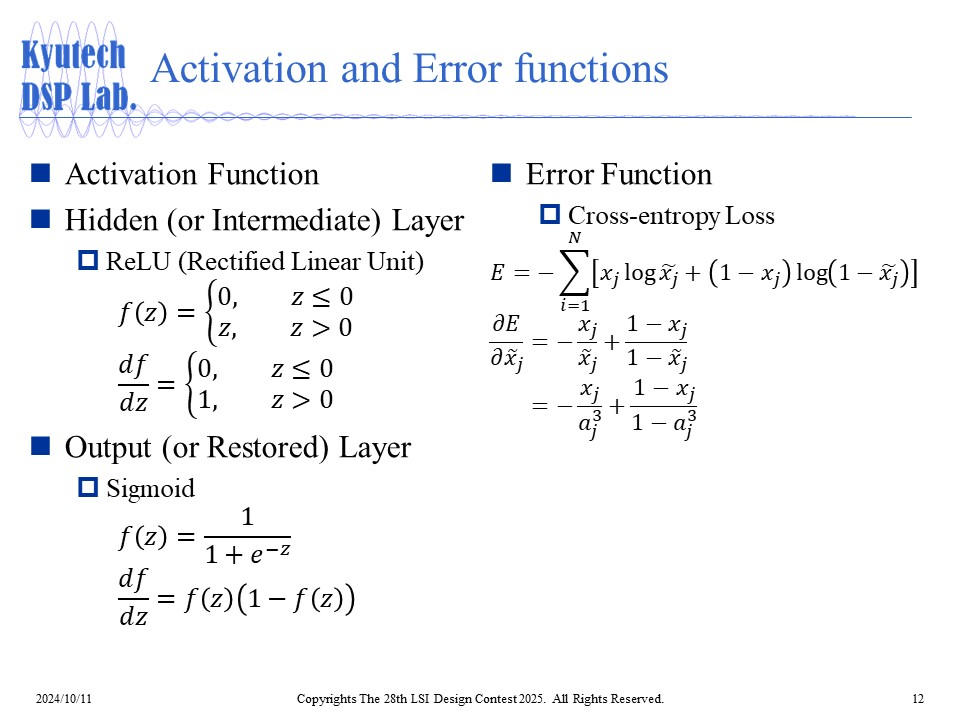 Kyutech
DSP Lab.
Activation and Error functions
■ Activation Function
■ Hidden (or Intermediate) Layer
❑ ReLU (Rectified Linear Unit)
f(z) = {0, z ≤ 0
z, z > 0
df/dz = {0, z ≤ 0
1, z > 0
■ Output (or Restored) Layer
❑ Sigmoid
f(z) = 1/(1 + e^{−z})
df/dz = f(z)(1 − f(z))
■ Error Function
❑ Cross-entropy Loss
E = −∑_{i=1}^{N} [x_j log x̃_j + (1 − x_j) log(1 − x̃_j)]
∂E/∂x̃_j = −x_j/x̃_j + (1 − x_j)/(1 − x̃_j)
= −x_j/a_j^3 + (1 − x_j)/(1 − a_j^3)
2024/10/11
Copyrights The 28th LSI Design Contest 2025. All Rights Reserved.
12